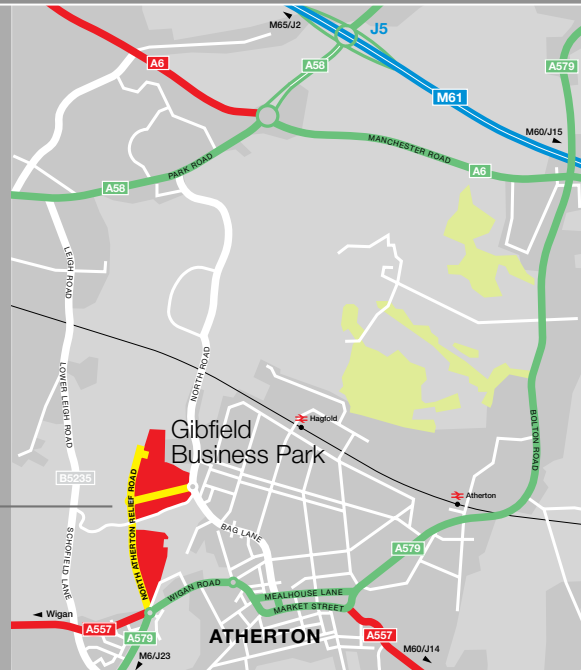 M65/J2
J5
A6
A58
A579
M61
M60/J15
MANCHESTER ROAD
PARK ROAD
A6
A58
LEIGH ROAD
NORTH ROAD
LOWER LEIGH ROAD
Hagfold
Gibfield
Business Park
BOLTON ROAD
B5235
NORTH ATHERTON RELIEF ROAD
Atherton
BAG LANE
SCHOFIELD LANE
A579
WIGAN ROAD
MEALHOUSE LANE
MARKET STREET
Wigan
A557
A579
ATHERTON
A557
M6/J23
M60/J14